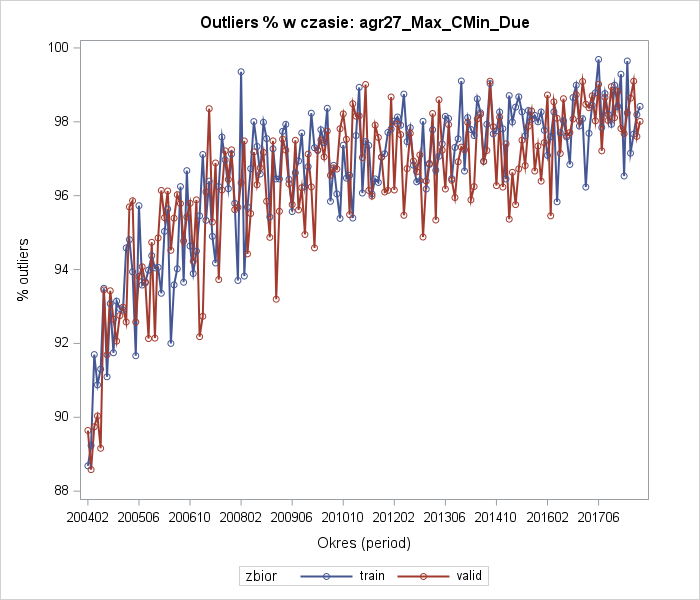 Outliers % w czasie: agr27_Max_CMin_Due
% outliers
100
98
96
94
92
90
88
200402 200506 200610 200802 200906 201010 201202 201306 201410 201602 201706
Okres (period)
zbior train valid